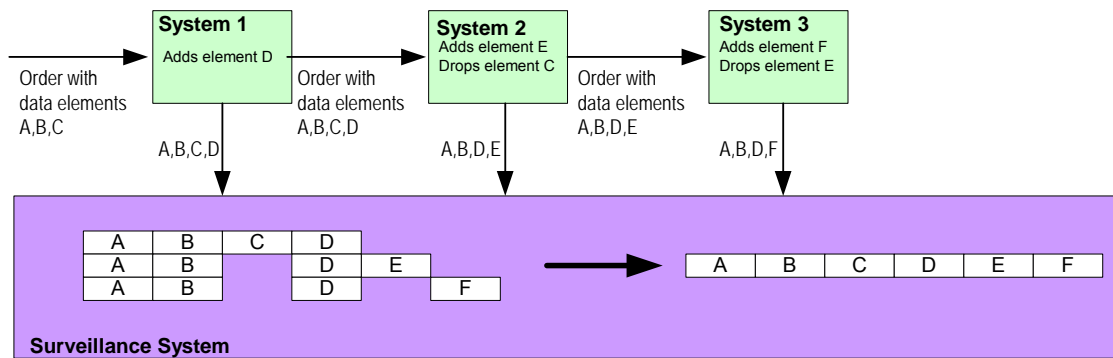 System 1
Adds element D
System 2
Adds element E
Drops element C
System 3
Adds element F
Drops element E
Order with
data elements
A,B,C
Order with
data elements
A,B,C,D
Order with
data elements
A,B,D,E
A,B,C,D
A,B,D,E
A,B,D,F
A B C D
A B D E
A B D F
A B C D E F
Surveillance System